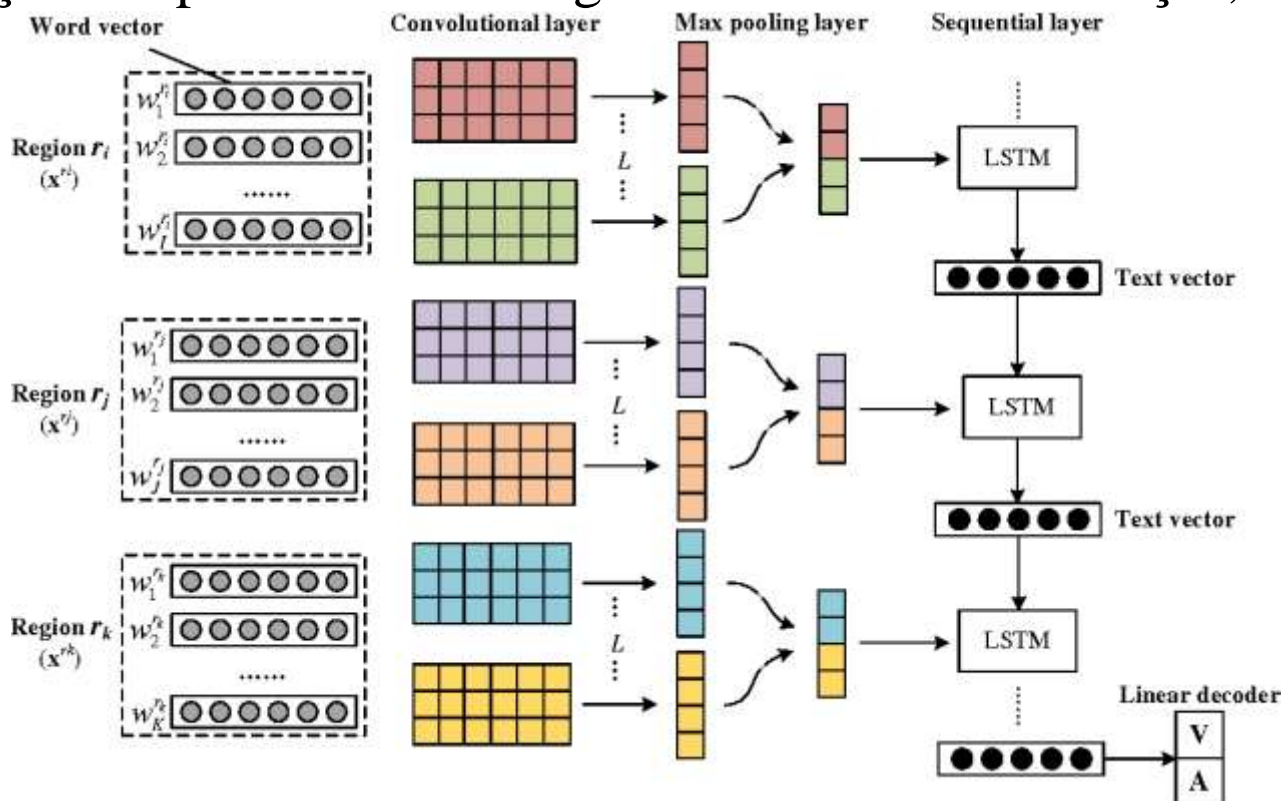 Word vector
Convolutional layer
Max pooling layer
Sequential layer
Region r_i
(x^{r_i})
w_1^{r_i}
w_2^{r_i}
......
w_I^{r_i}
L
LSTM
Text vector
Region r_j
(x^{r_j})
w_1^{r_j}
w_2^{r_j}
......
w_j^{r_j}
L
LSTM
Text vector
Region r_k
(x^{r_k})
w_1^{r_k}
w_2^{r_k}
......
w_K^{r_k}
L
LSTM
Linear decoder
V
A